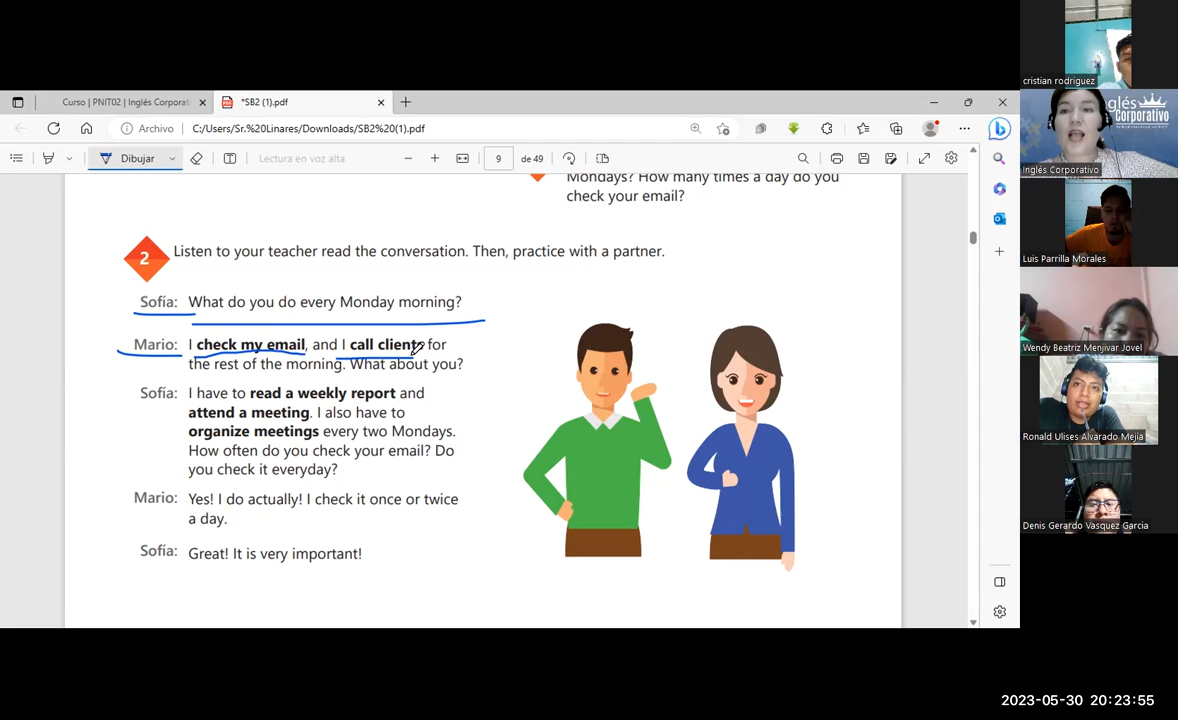 Curso | PNIT02 | Inglés Corporat
*SB2 (1).pdf
Archivo
C:/Users/Sr.%20Linares/Downloads/SB2%20(1).pdf
Dibujar
Lectura en voz alta
9
de 49
Mondays? How many times a day do you
check your email?
2
Listen to your teacher read the conversation. Then, practice with a partner.
Sofía: What do you do every Monday morning?
Mario: I check my email, and I call clients for
the rest of the morning. What about you?
Sofía: I have to read a weekly report and
attend a meeting. I also have to
organize meetings every two Mondays.
How often do you check your email? Do
you check it everyday?
Mario: Yes! I do actually! I check it once or twice
a day.
Sofía: Great! It is very important!
cristian rodriguez
glés
Corporativo
Inglés Corporativo
Luis Parrilla Morales
Wendy Beatriz Menjivar Jovel
Ronald Ulises Alvarado Mejia
Denis Gerardo Vasquez Garcia
2023-05-30 20:23:55